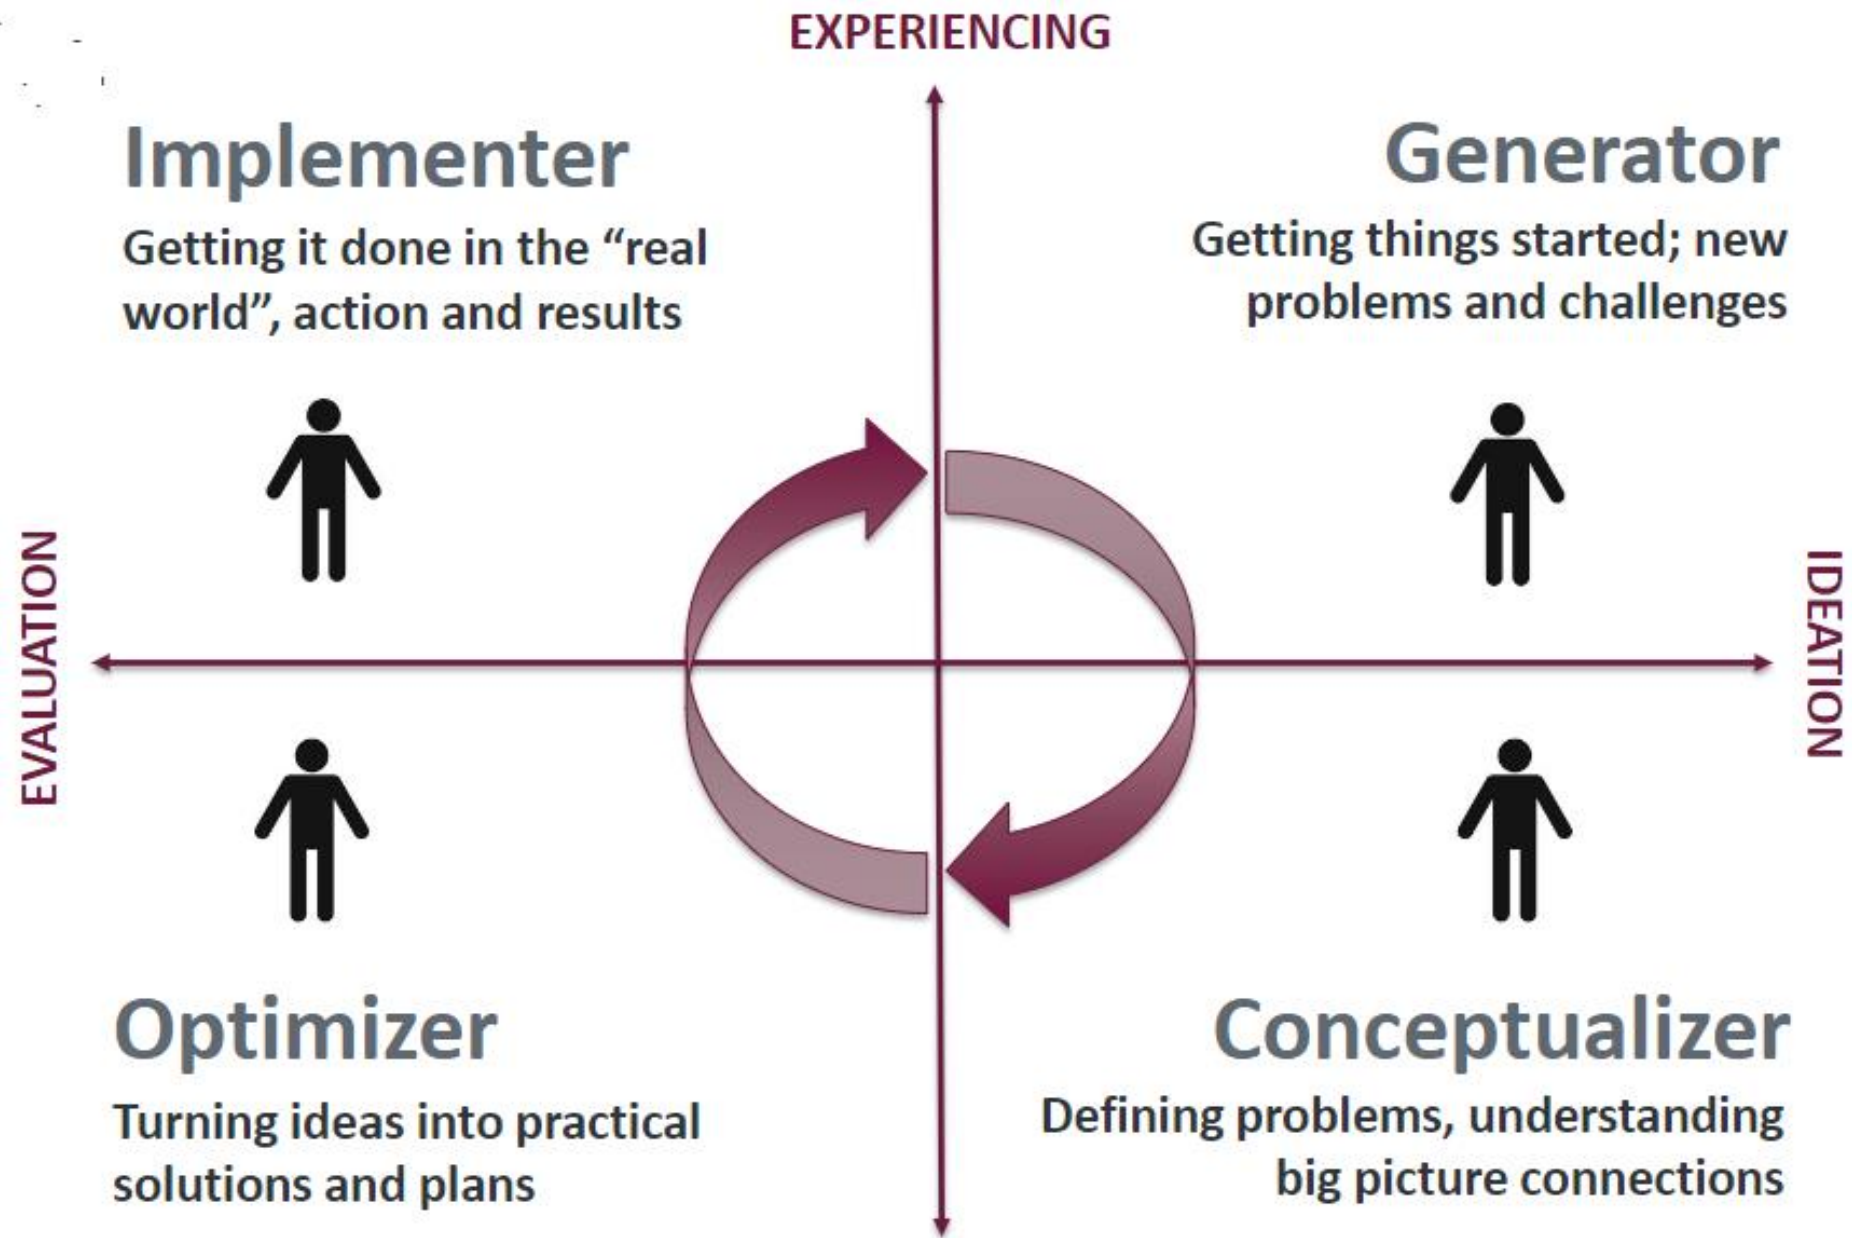 EXPERIENCING
Implementer
Getting it done in the “real
world”, action and results
Generator
Getting things started; new
problems and challenges
EVALUATION
IDEATION
Optimizer
Turning ideas into practical
solutions and plans
Conceptualizer
Defining problems, understanding
big picture connections